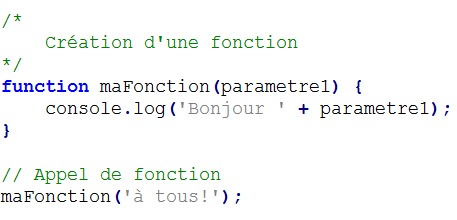 /*
    Création d'une fonction
*/
function maFonction(parametre1) {
    console.log('Bonjour ' + parametre1);
}
// Appel de fonction
maFonction('à tous!');